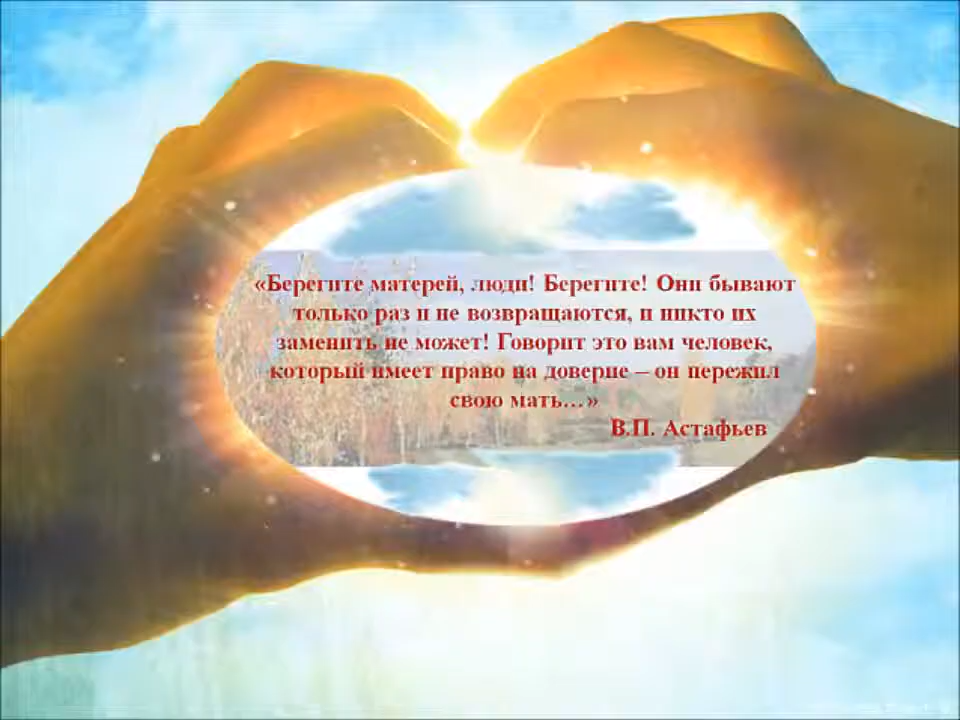 «Берегите матерей, люди! Берегите! Они бывают
только раз и не возвращаются, и никто их
заменить не может! Говорит это вам человек,
который имеет право на доверие – он пережил
свою мать…»
В.П. Астафьев